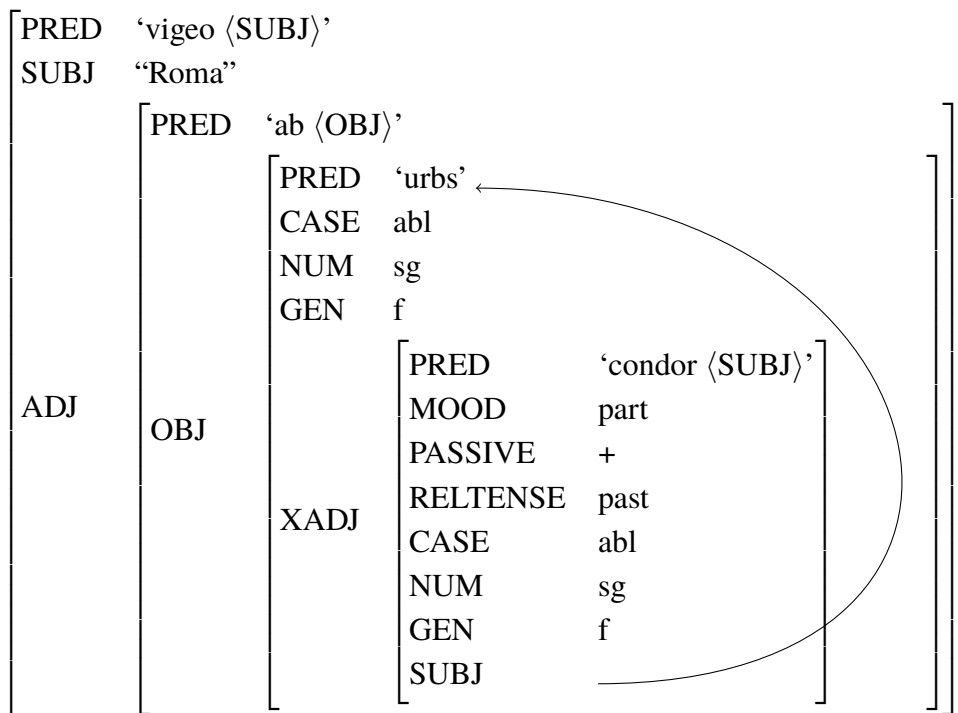 PRED ‘vigeo ⟨SUBJ⟩’
SUBJ “Roma”
PRED ‘ab ⟨OBJ⟩’
PRED ‘urbs’
CASE abl
NUM sg
GEN f
PRED ‘condor ⟨SUBJ⟩’
ADJ
MOOD part
OBJ
PASSIVE +
RELTENSE past
XADJ
CASE abl
NUM sg
GEN f
SUBJ